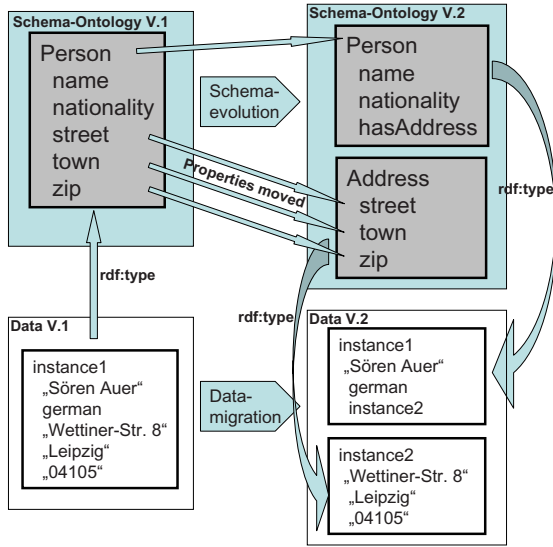 Schema-Ontology V.1
Person
name
nationality
street
town
zip
Schema-
evolution
Schema-Ontology V.2
Person
name
nationality
hasAddress
Properties moved
Address
street
town
zip
rdf:type
rdf:type
rdf:type
Data V.1
instance1
„Sören Auer“
german
„Wettiner-Str. 8“
„Leipzig“
„04105“
Data-
migration
Data V.2
instance1
„Sören Auer“
german
instance2
instance2
„Wettiner-Str. 8“
„Leipzig“
„04105“